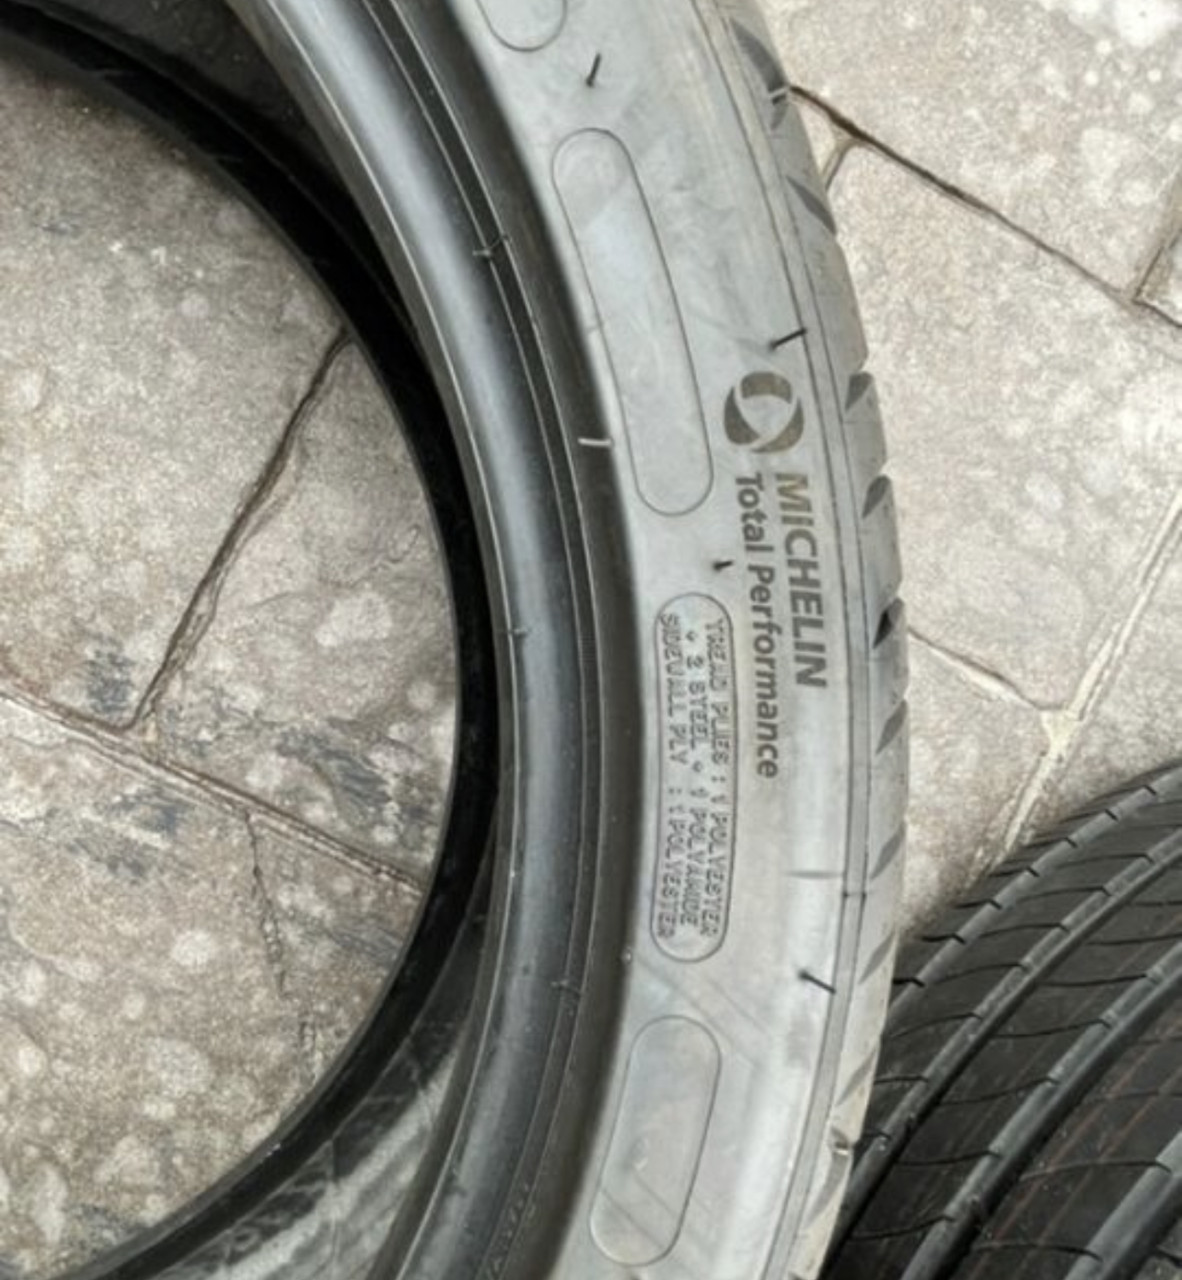 MICHELIN
Total Performance
TREAD PLIES : 1 POLYESTER
+ 2 STEEL + 1 POLYAMIDE
SIDEWALL PLY : 1 POLYESTER